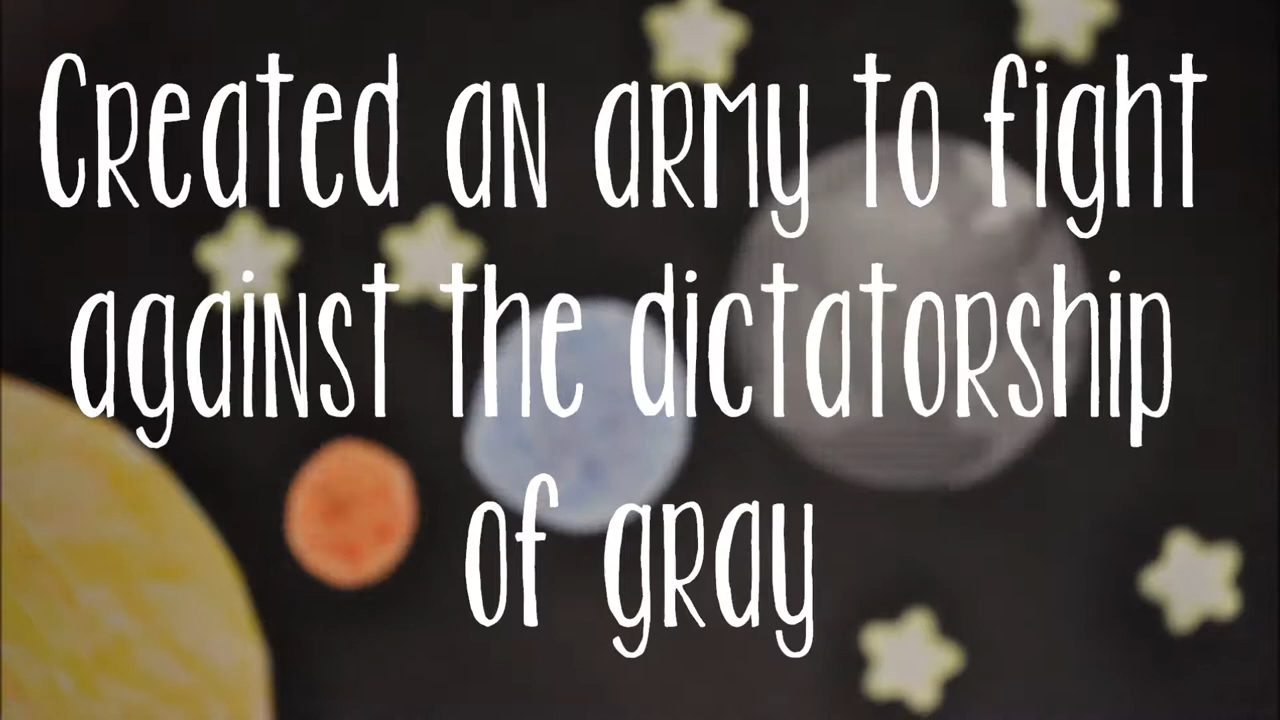 Created an army to fight
against the dictatorship
of gray